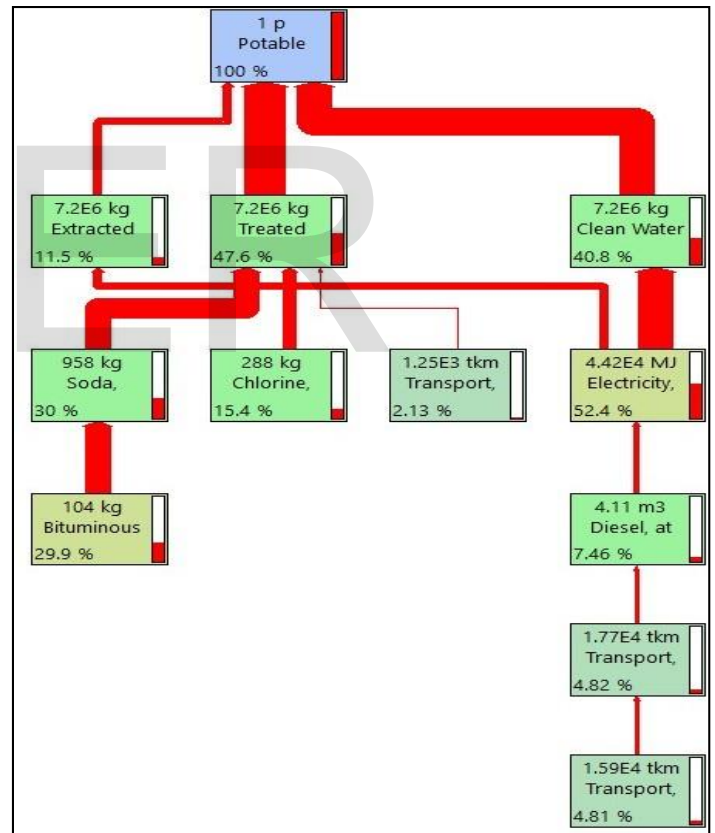 1 p
Potable
100 %
7.2E6 kg
Extracted
11.5 %
7.2E6 kg
Treated
47.6 %
7.2E6 kg
Clean Water
40.8 %
958 kg
Soda,
30 %
288 kg
Chlorine,
15.4 %
1.25E3 tkm
Transport,
2.13 %
4.42E4 MJ
Electricity,
52.4 %
104 kg
Bituminous
29.9 %
4.11 m3
Diesel, at
7.46 %
1.77E4 tkm
Transport,
4.82 %
1.59E4 tkm
Transport,
4.81 %
ER